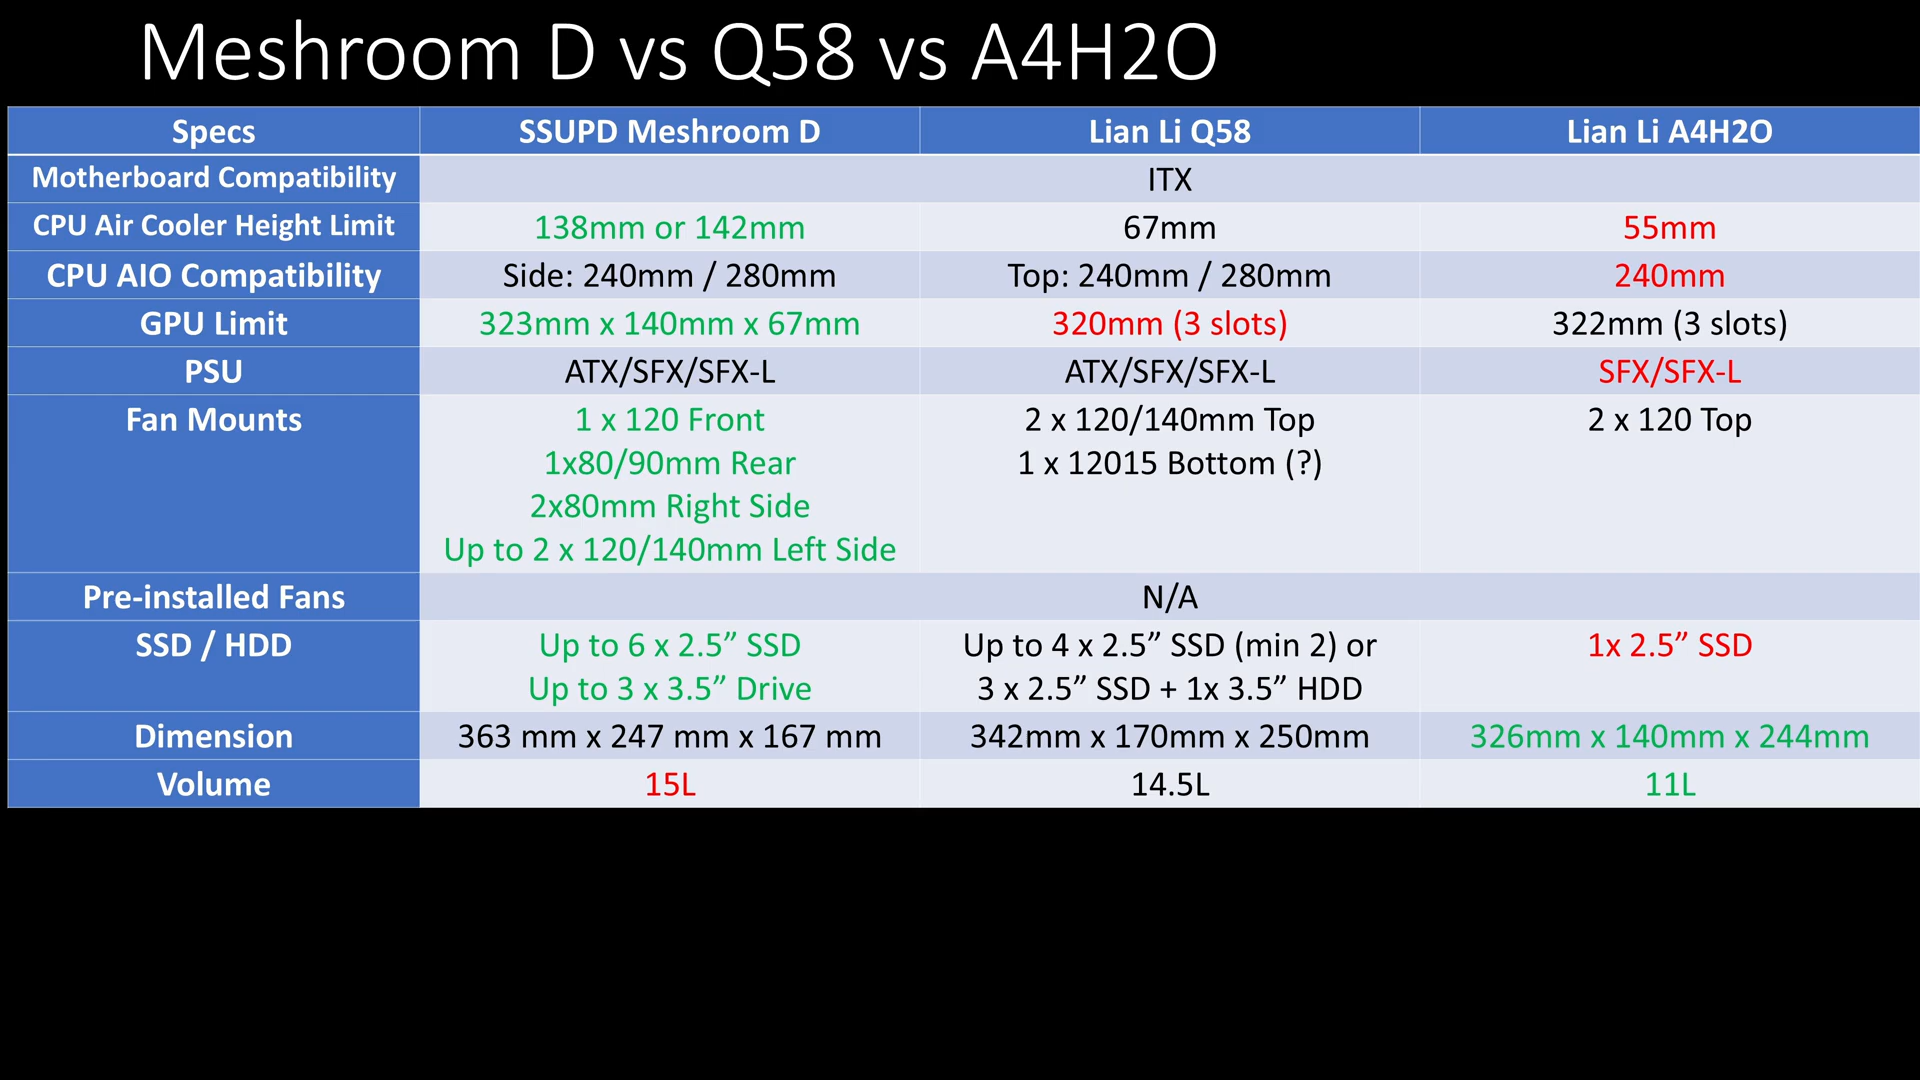 Meshroom D vs Q58 vs A4H2O
Specs SSUPD Meshroom D Lian Li Q58 Lian Li A4H2O
Motherboard Compatibility ITX
CPU Air Cooler Height Limit 138mm or 142mm 67mm 55mm
CPU AIO Compatibility Side: 240mm / 280mm Top: 240mm / 280mm 240mm
GPU Limit 323mm x 140mm x 67mm 320mm (3 slots) 322mm (3 slots)
PSU ATX/SFX/SFX-L ATX/SFX/SFX-L SFX/SFX-L
Fan Mounts 1 x 120 Front 2 x 120/140mm Top 2 x 120 Top
1x80/90mm Rear 1 x 12015 Bottom (?)
2x80mm Right Side
Up to 2 x 120/140mm Left Side
Pre-installed Fans N/A
SSD / HDD Up to 6 x 2.5” SSD Up to 4 x 2.5” SSD (min 2) or 1x 2.5” SSD
Up to 3 x 3.5” Drive 3 x 2.5” SSD + 1x 3.5” HDD
Dimension 363 mm x 247 mm x 167 mm 342mm x 170mm x 250mm 326mm x 140mm x 244mm
Volume 15L 14.5L 11L